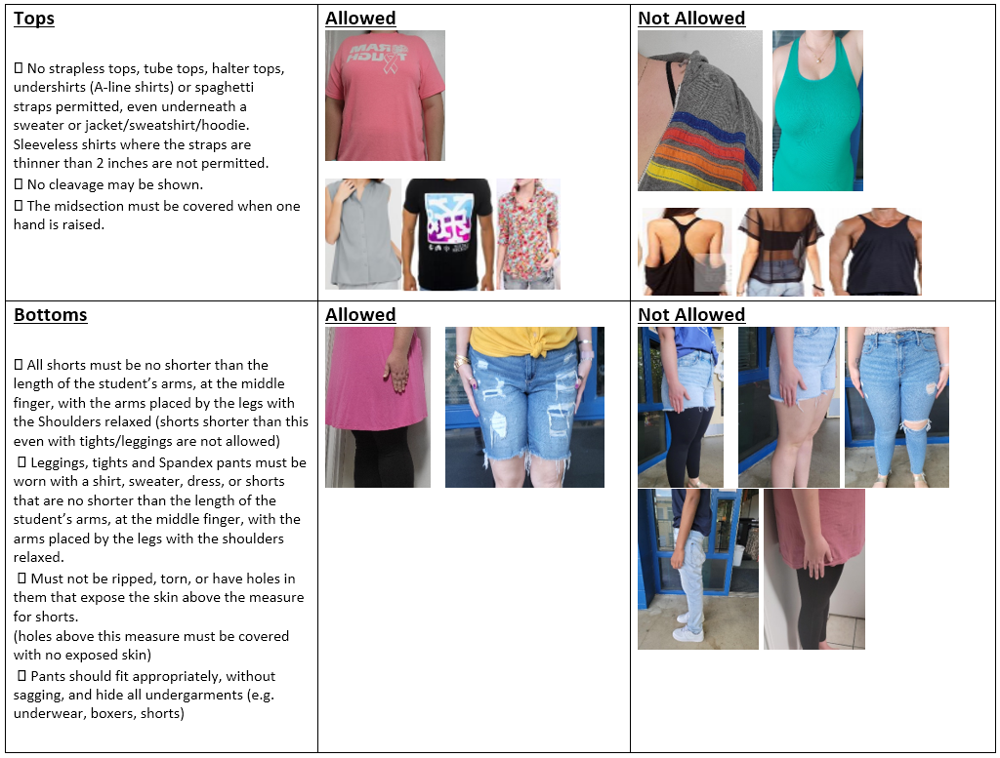 Tops
Allowed
Not Allowed
No strapless tops, tube tops, halter tops,
undershirts (A-line shirts) or spaghetti
straps permitted, even underneath a
sweater or jacket/sweatshirt/hoodie.
Sleeveless shirts where the straps are
thinner than 2 inches are not permitted.
No cleavage may be shown.
The midsection must be covered when one
hand is raised.
Bottoms
Allowed
Not Allowed
All shorts must be no shorter than the
length of the student’s arms, at the middle
finger, with the arms placed by the legs with
the Shoulders relaxed (shorts shorter than this
even with tights/leggings are not allowed)
Leggings, tights and Spandex pants must be
worn with a shirt, sweater, dress, or shorts
that are no shorter than the length of the
student’s arms, at the middle finger, with the
arms placed by the legs with the shoulders
relaxed.
Must not be ripped, torn, or have holes in
them that expose the skin above the measure
for shorts.
(holes above this measure must be covered
with no exposed skin)
Pants should fit appropriately, without
sagging, and hide all undergarments (e.g.
underwear, boxers, shorts)